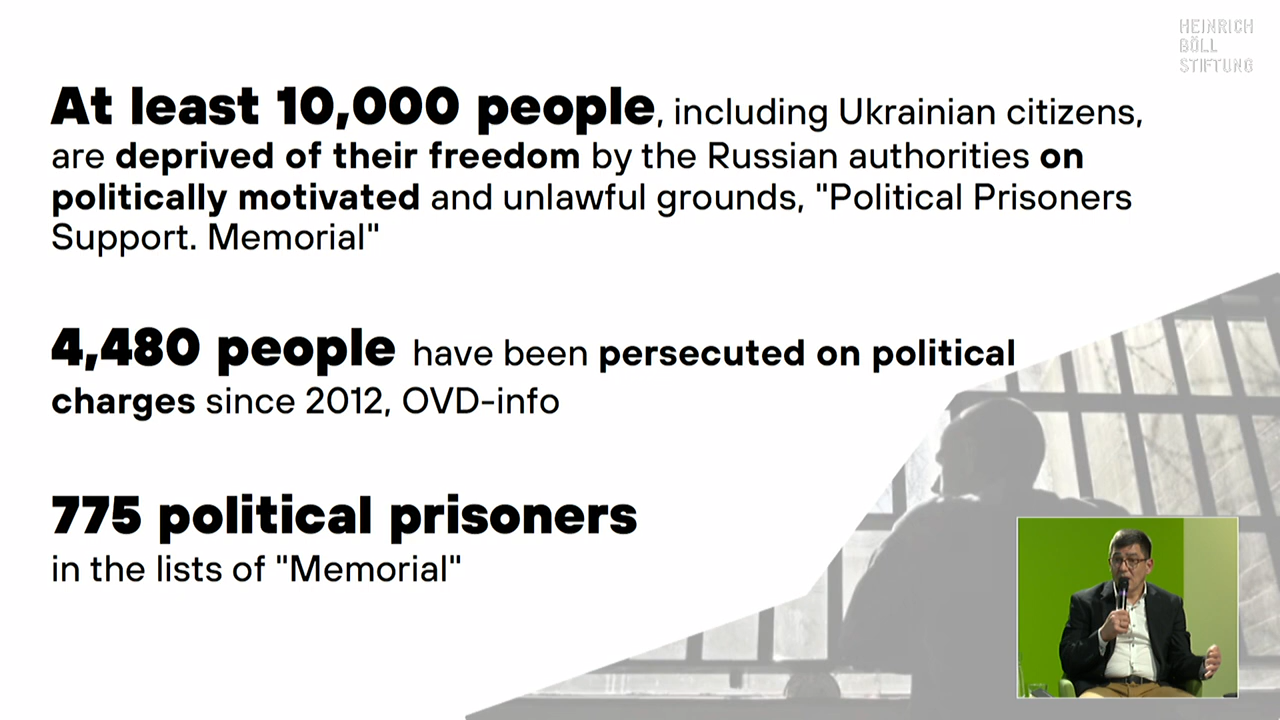 HEINRICH
BÖLL
STIFTUNG
At least 10,000 people, including Ukrainian citizens,
are deprived of their freedom by the Russian authorities on
politically motivated and unlawful grounds, "Political Prisoners
Support. Memorial"
4,480 people have been persecuted on political
charges since 2012, OVD-info
775 political prisoners
in the lists of "Memorial"